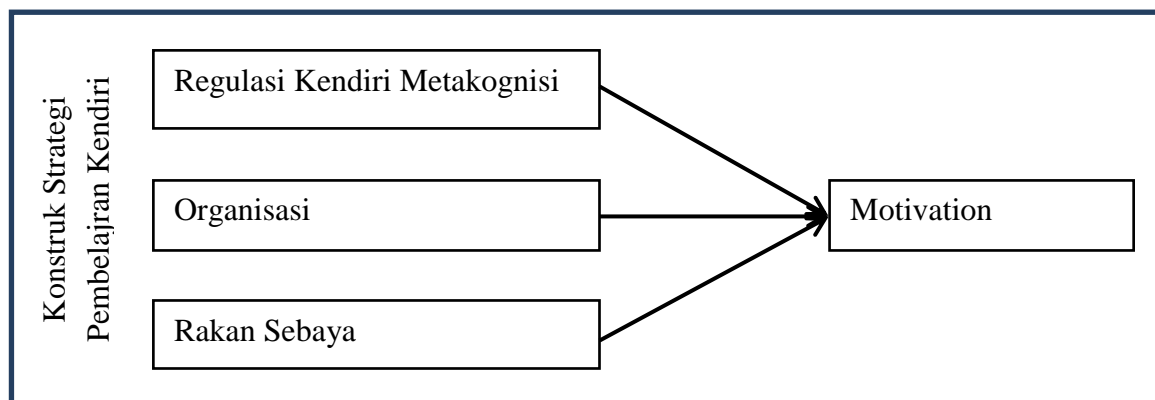 Konstruk Strategi
Pembelajran Kendiri
Regulasi Kendiri Metakognisi
Organisasi
Rakan Sebaya
Motivation